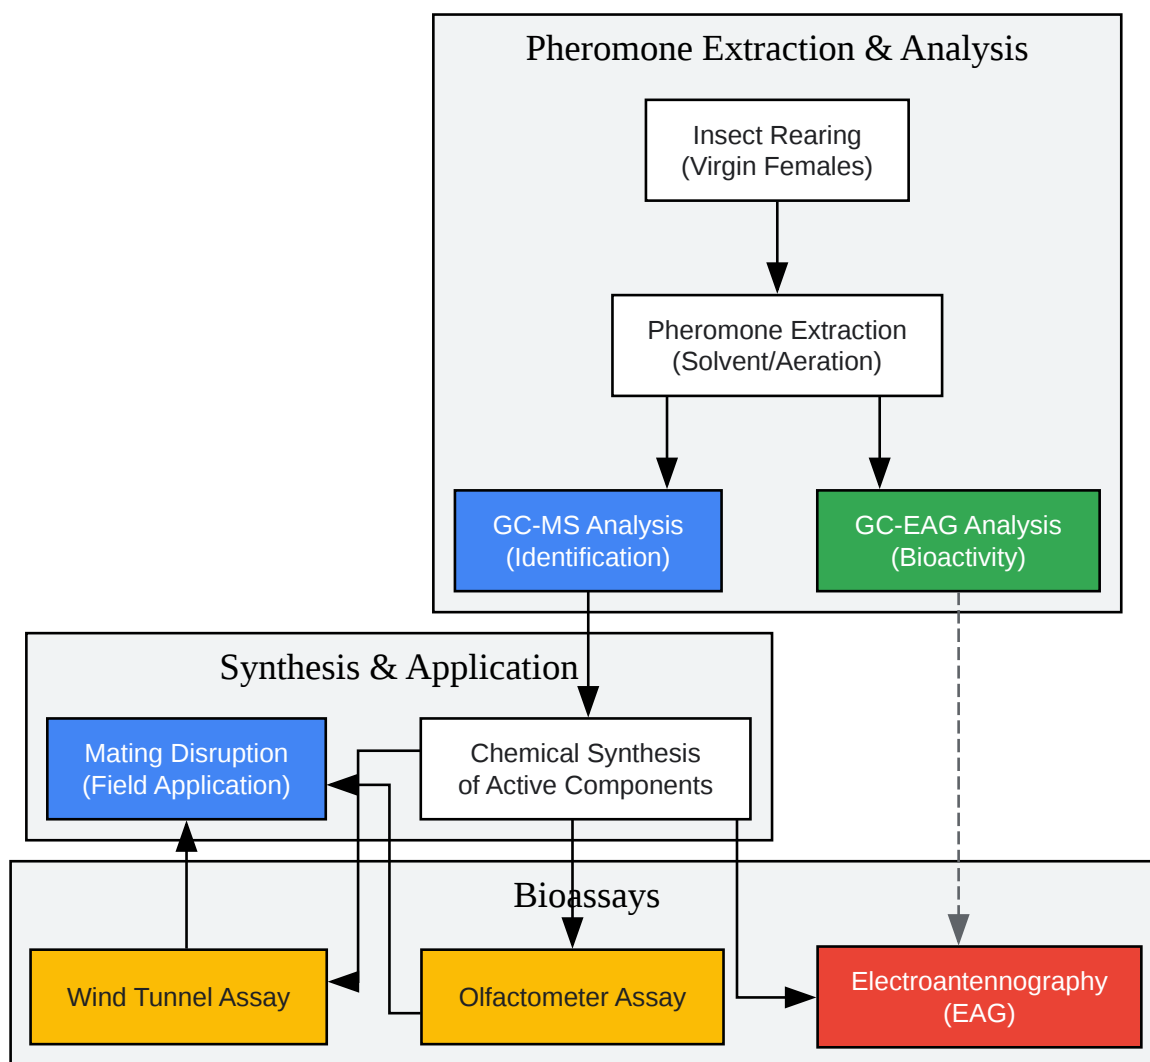 Pheromone Extraction & Analysis
Insect Rearing
(Virgin Females)
Pheromone Extraction
(Solvent/Aeration)
GC-MS Analysis
(Identification)
GC-EAG Analysis
(Bioactivity)
Synthesis & Application
Mating Disruption
(Field Application)
Chemical Synthesis
of Active Components
Bioassays
Wind Tunnel Assay
Olfactometer Assay
Electroantennography
(EAG)